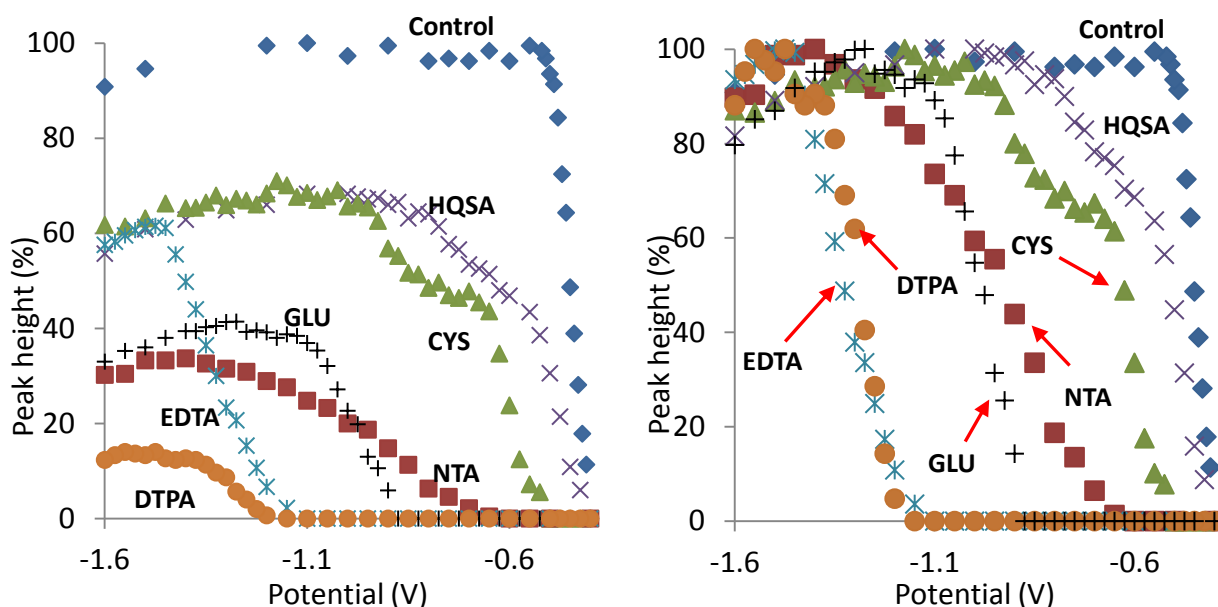 Control
100
80
HQSA
60
GLU
CYS
40
EDTA
20
NTA
DTPA
0
-1.6
-1.1
-0.6
Potential (V)
Peak height (%)
Control
100
HQSA
80
CYS
60
DTPA
EDTA
40
NTA
20
GLU
0
-1.6
-1.1
-0.6
Potential (V)
Peak height (%)